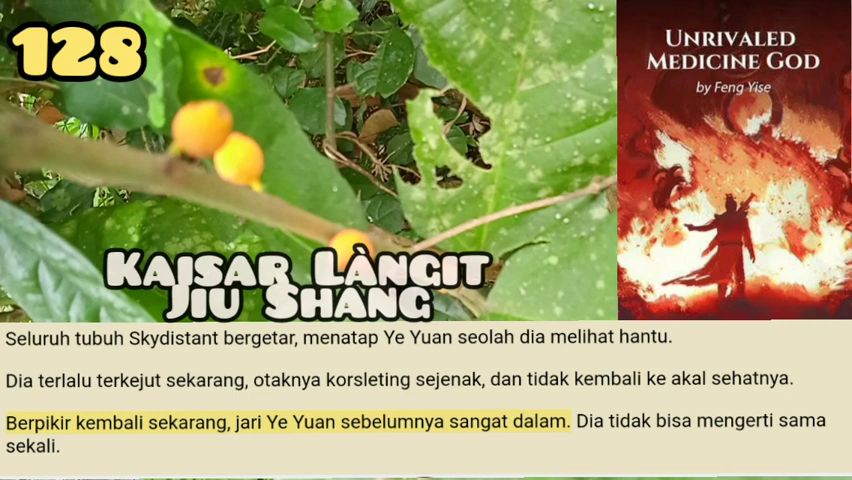 128
UNRIVALED
MEDICINE GOD
by Feng Yise
Kaisar Làngit
Jiu Shang
Seluruh tubuh Skydistant bergetar, menatap Ye Yuan seolah dia melihat hantu.
Dia terlalu terkejut sekarang, otaknya korsleting sejenak, dan tidak kembali ke akal sehatnya.
Berpikir kembali sekarang, jari Ye Yuan sebelumnya sangat dalam. Dia tidak bisa mengerti sama
sekali.